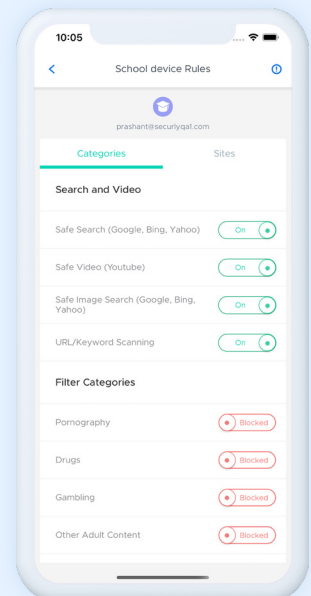 10:05
School device Rules
prashant@securlyqa1.com
Categories Sites
Search and Video
Safe Search (Google, Bing, Yahoo) On
Safe Video (Youtube) On
Safe Image Search (Google, Bing,
Yahoo) On
URL/Keyword Scanning On
Filter Categories
Pornography Blocked
Drugs Blocked
Gambling Blocked
Other Adult Content Blocked